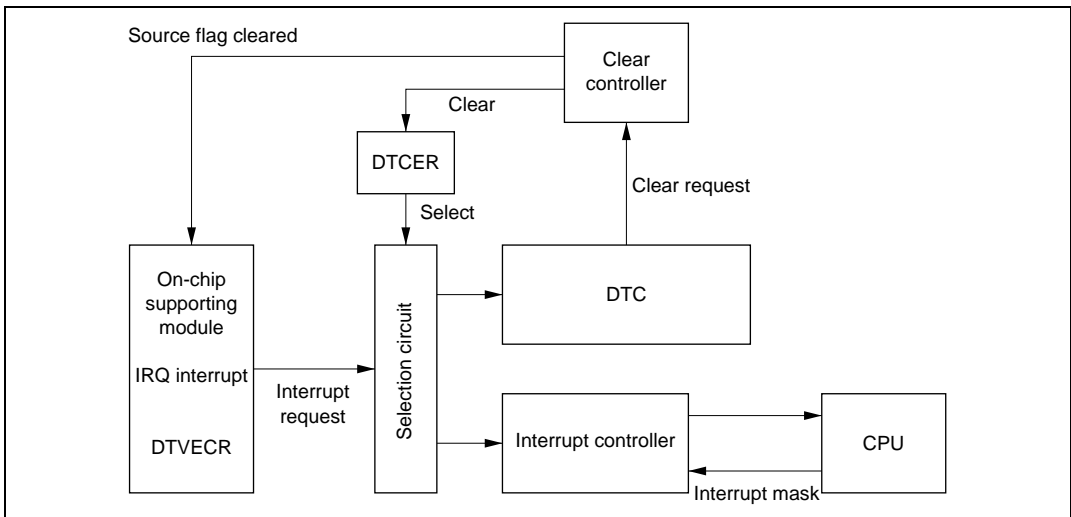 Source flag cleared
Clear
controller
Clear
DTCER
Clear request
Select
On-chip
supporting
module
IRQ interrupt
DTVECR
Interrupt
request
Selection circuit
DTC
Interrupt controller
CPU
Interrupt mask